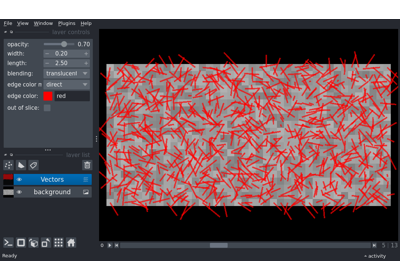 File View Window Plugins Help
layer controls
opacity: 0.70
width: 0.20
length: 2.50
blending: translucent
edge color m direct
edge color: red
out of slice:
layer list
Vectors
background
0 5 13
Ready activity